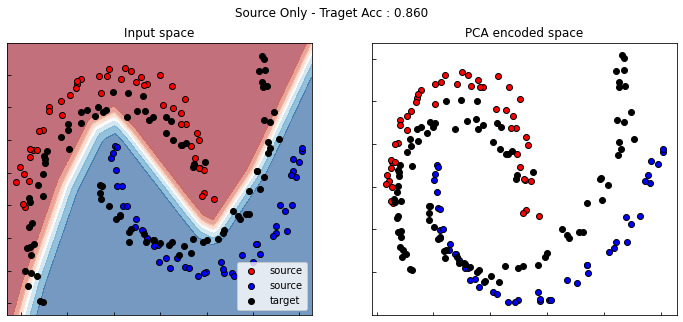 Source Only - Traget Acc : 0.860
Input space
PCA encoded space
source
source
target